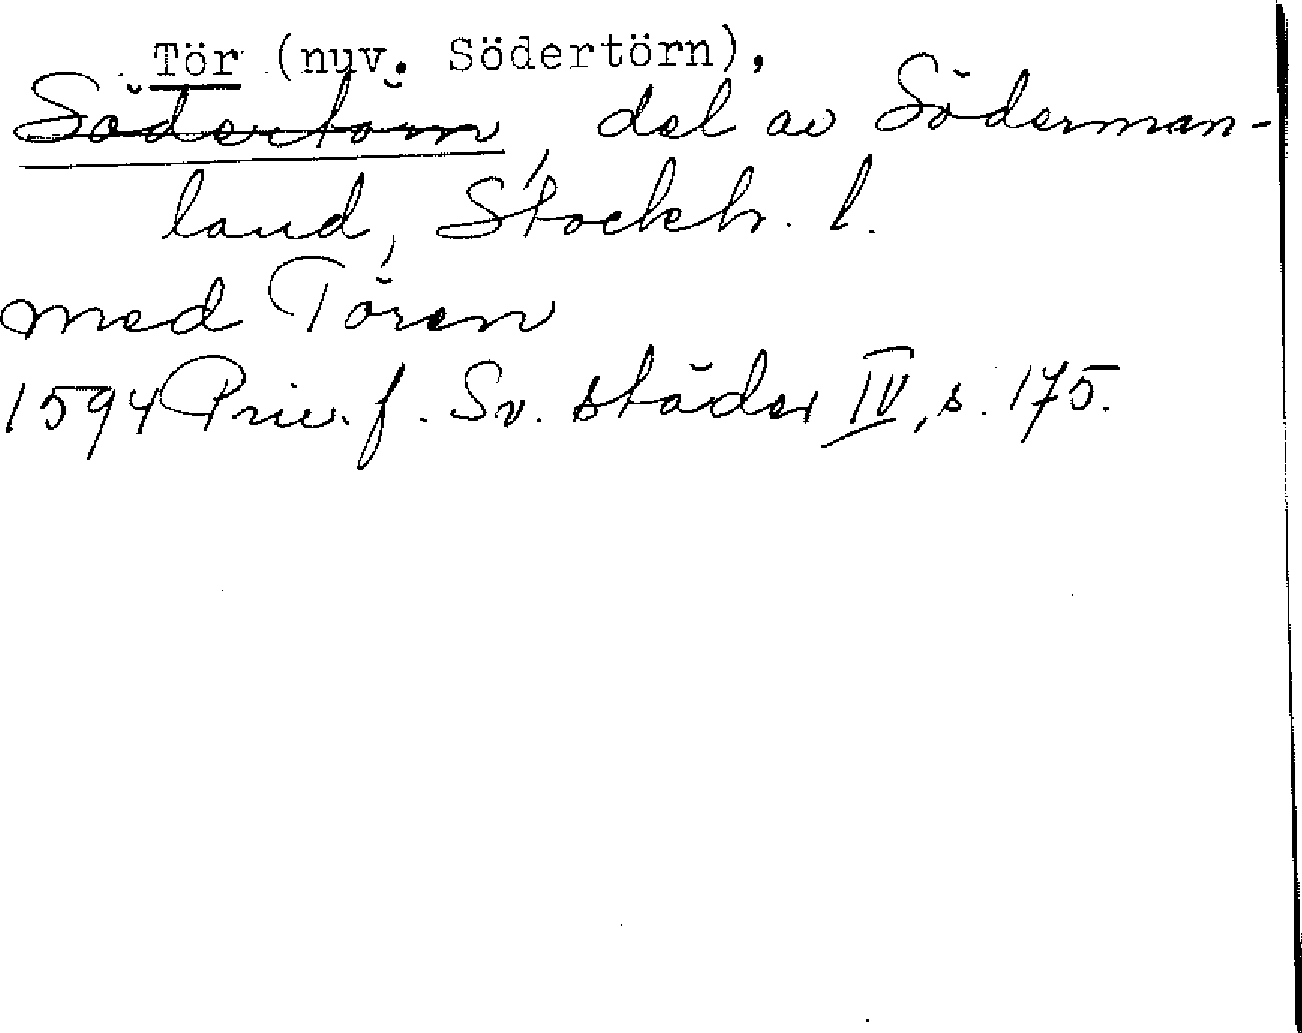 Tör (nuv. Södertörn),
Södertörn, del av Söderman-
land, Stockh. l.
med Tören
1594 Priv. f. Sv. städer IV, s. 175.